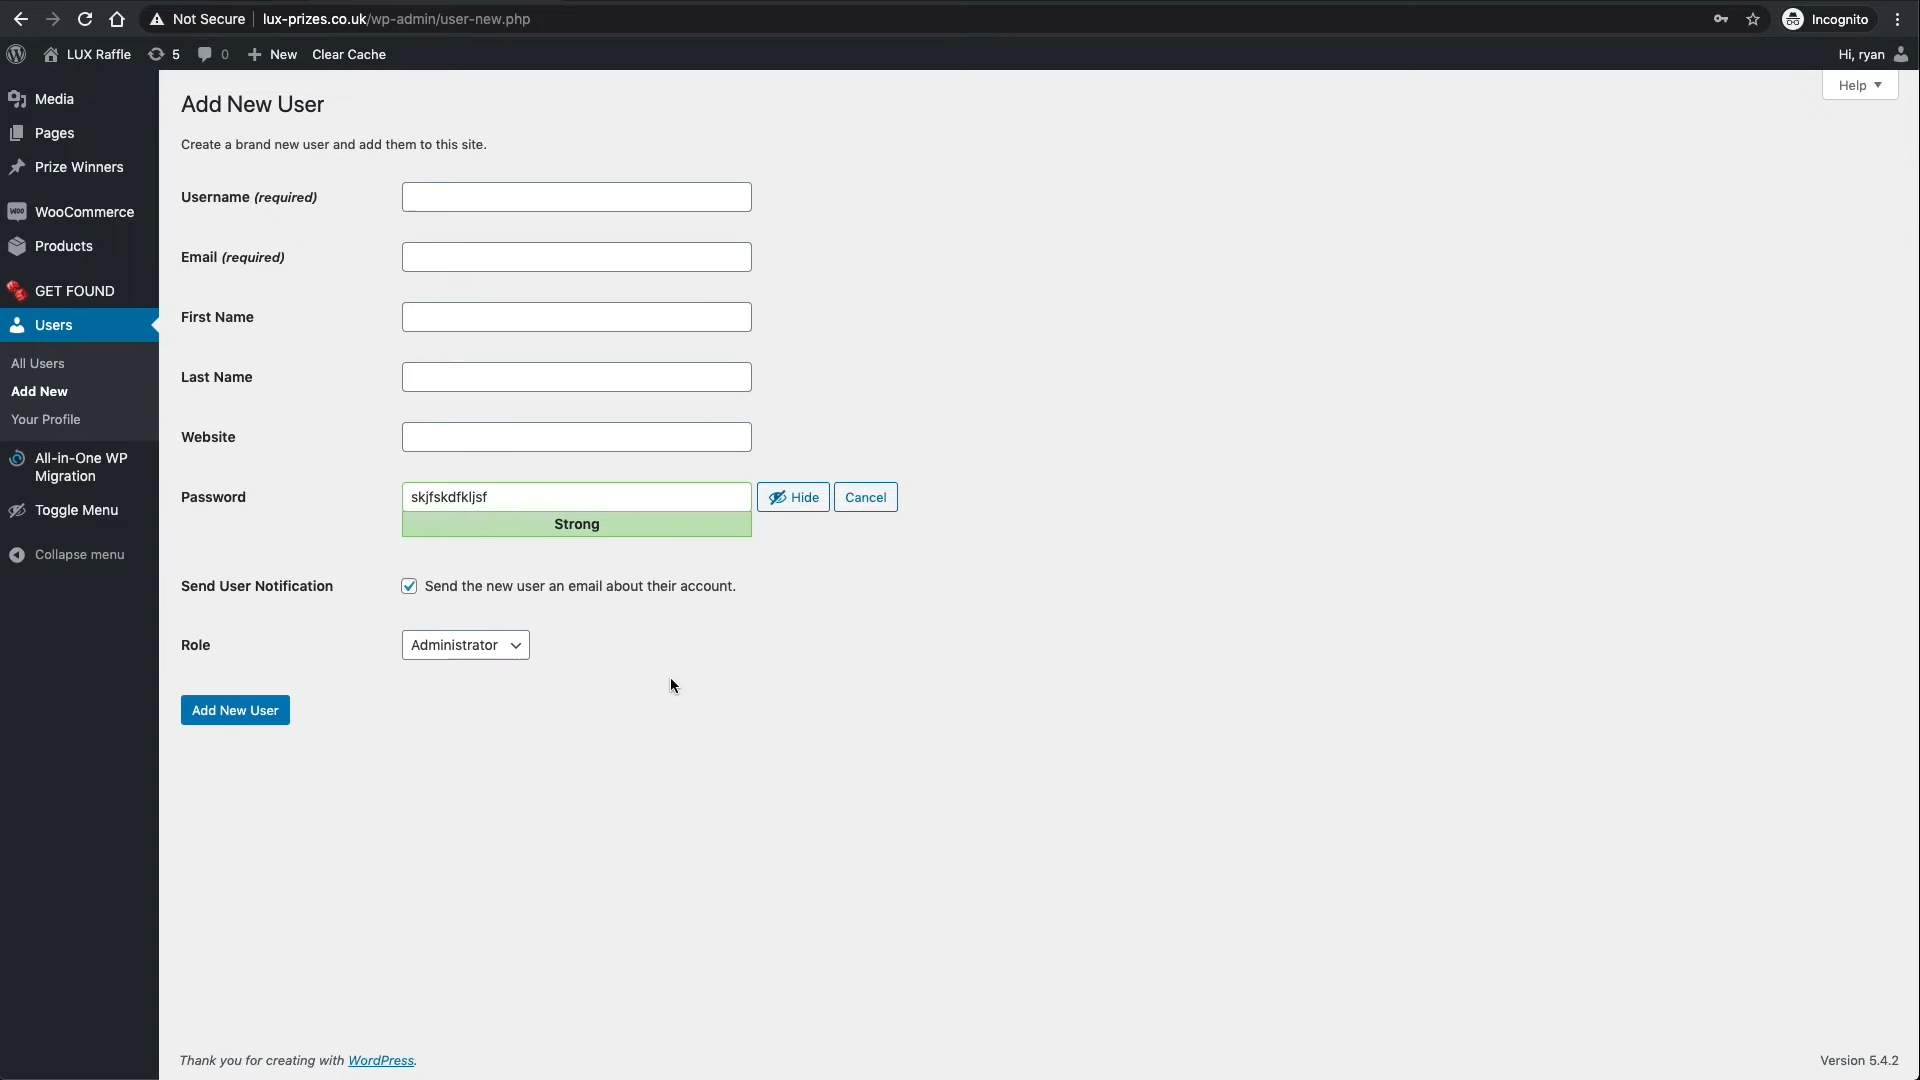 Not Secure lux-prizes.co.uk/wp-admin/user-new.php Incognito
LUX Raffle 5 0 New Clear Cache Hi, ryan
Help
Media
Pages
Prize Winners
WOO WooCommerce
Products
GET FOUND
Users
All Users
Add New
Your Profile
All-in-One WP
Migration
Toggle Menu
Collapse menu
Add New User
Create a brand new user and add them to this site.
Username (required)
Email (required)
First Name
Last Name
Website
Password skjfskdfkljsf Hide Cancel
Strong
Send User Notification Send the new user an email about their account.
Role Administrator
Add New User
Thank you for creating with WordPress. Version 5.4.2